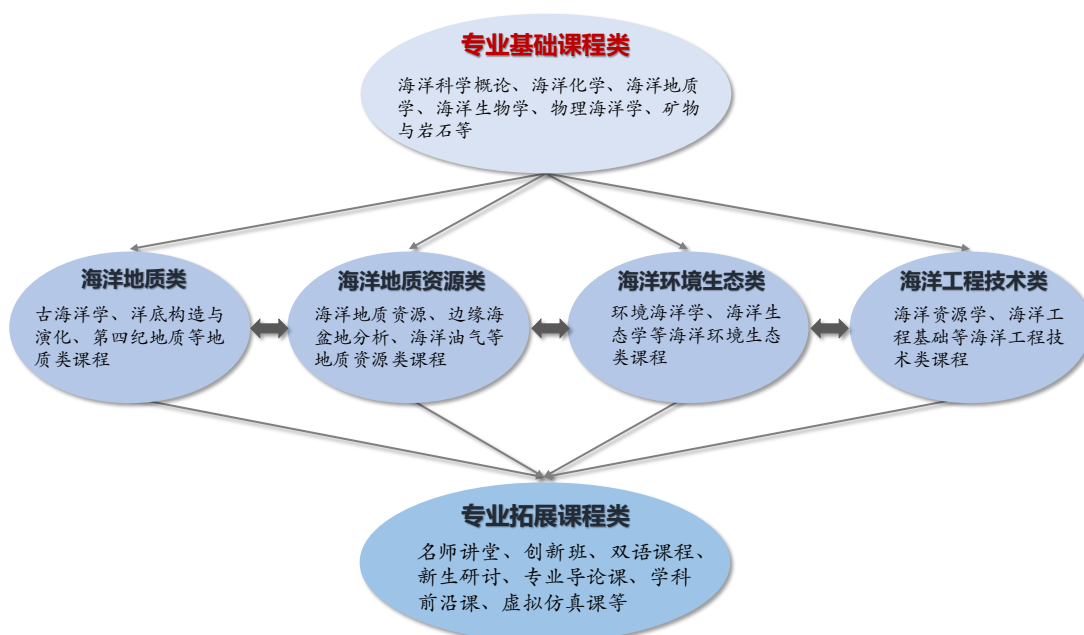 专业基础课程类
海洋科学概论、海洋化学、海洋地质
学、海洋生物学、物理海洋学、矿物
与岩石等
海洋地质类
古海洋学、洋底构造与
演化、第四纪地质等地
质类课程
海洋地质资源类
海洋地质资源、边缘海
盆地分析、海洋油气等
地质资源类课程
海洋环境生态类
环境海洋学、海洋生
态学等海洋环境生态
类课程
海洋工程技术类
海洋资源学、海洋工
程基础等海洋工程技
术类课程
专业拓展课程类
名师讲堂、创新班、双语课程、
新生研讨、专业导论课、学科
前沿课、虚拟仿真课等